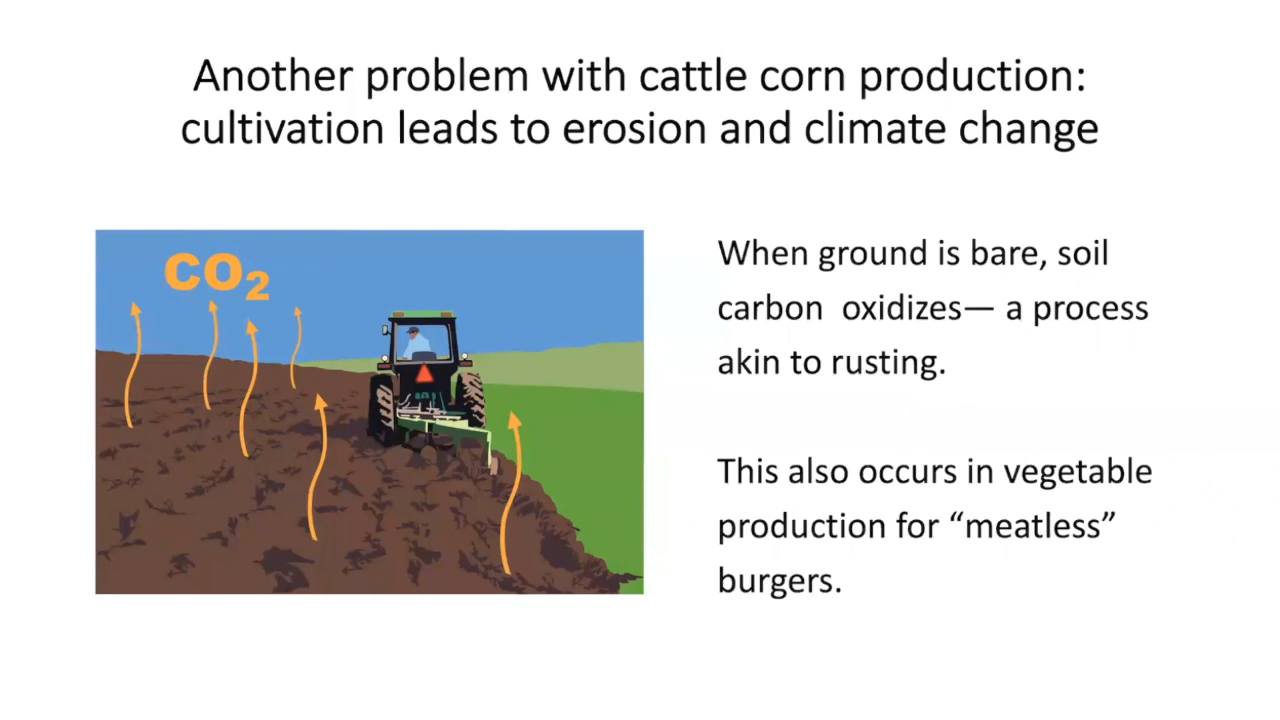 Another problem with cattle corn production:
cultivation leads to erosion and climate change
CO₂
When ground is bare, soil
carbon  oxidizes— a process
akin to rusting.
This also occurs in vegetable
production for “meatless”
burgers.